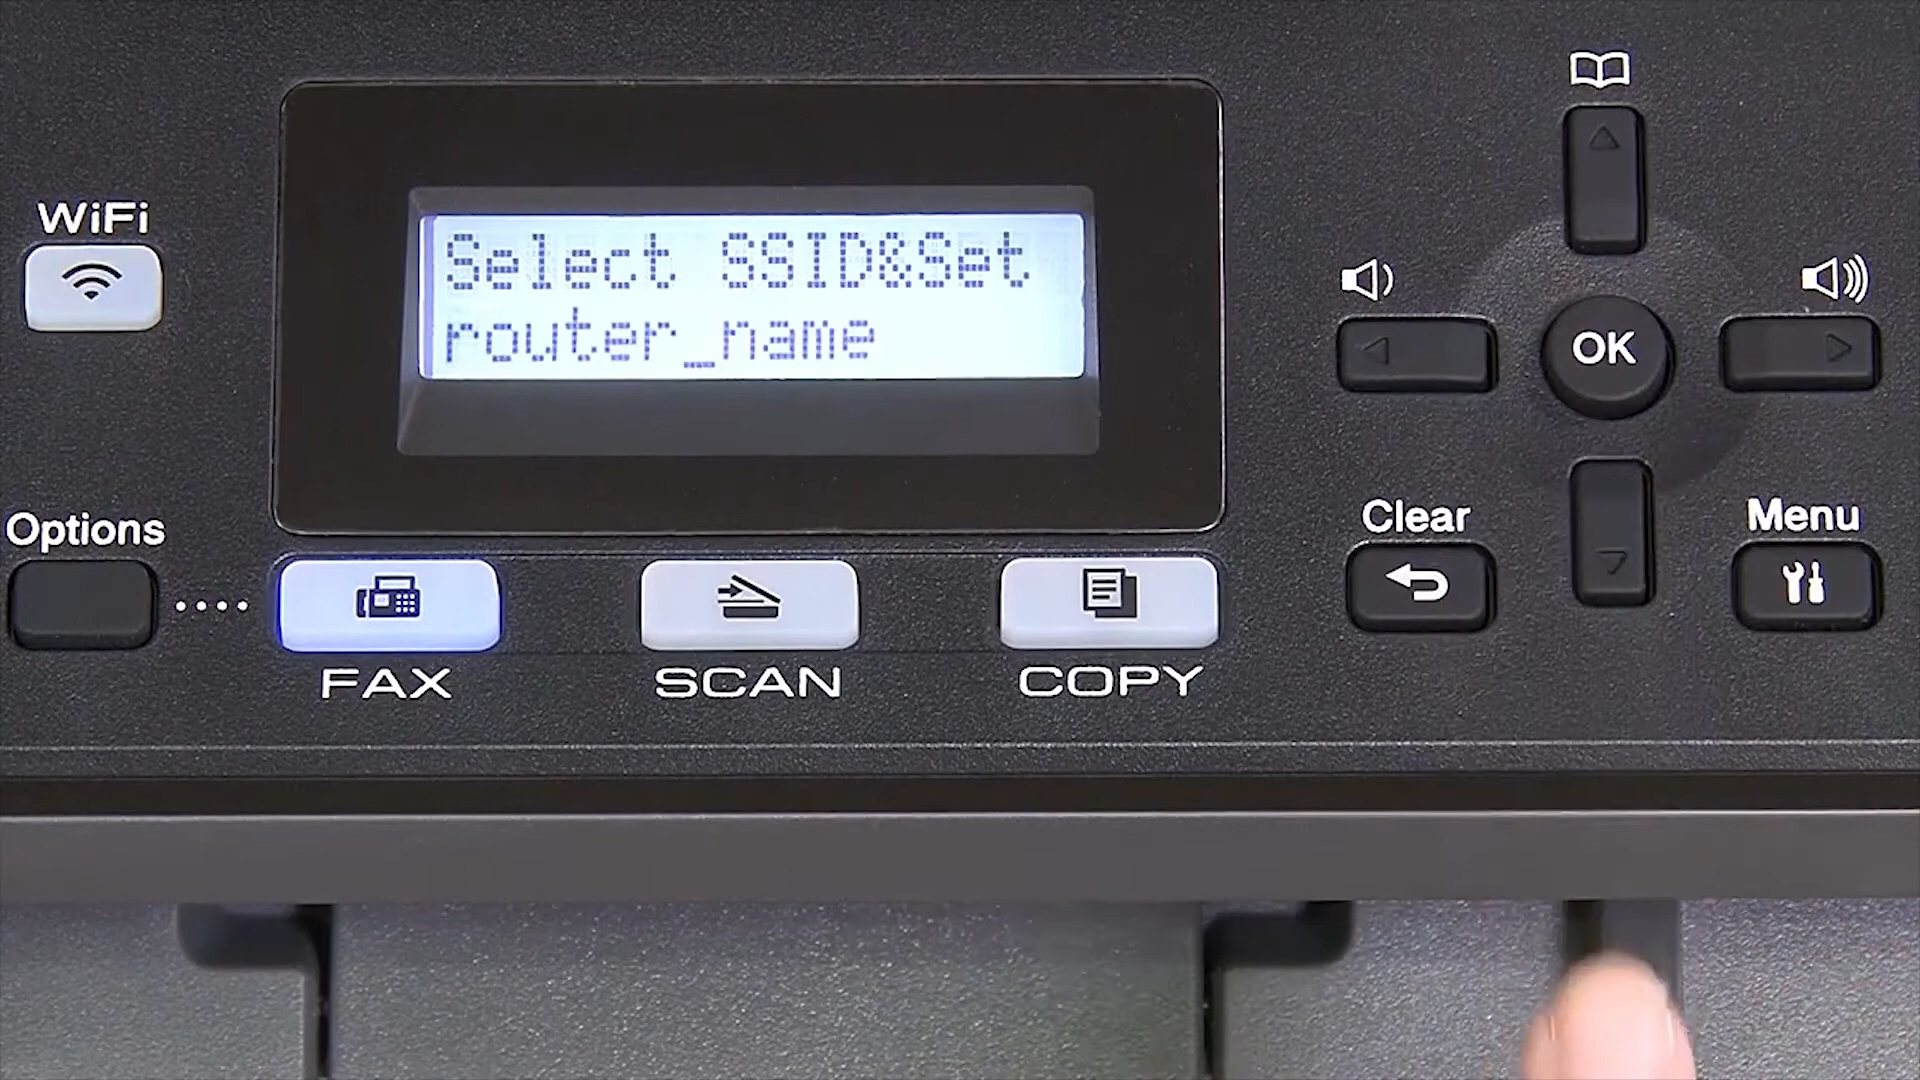 Select SSID&Set
router_name
WiFi
OK
Options
Clear
Menu
FAX
SCAN
COPY